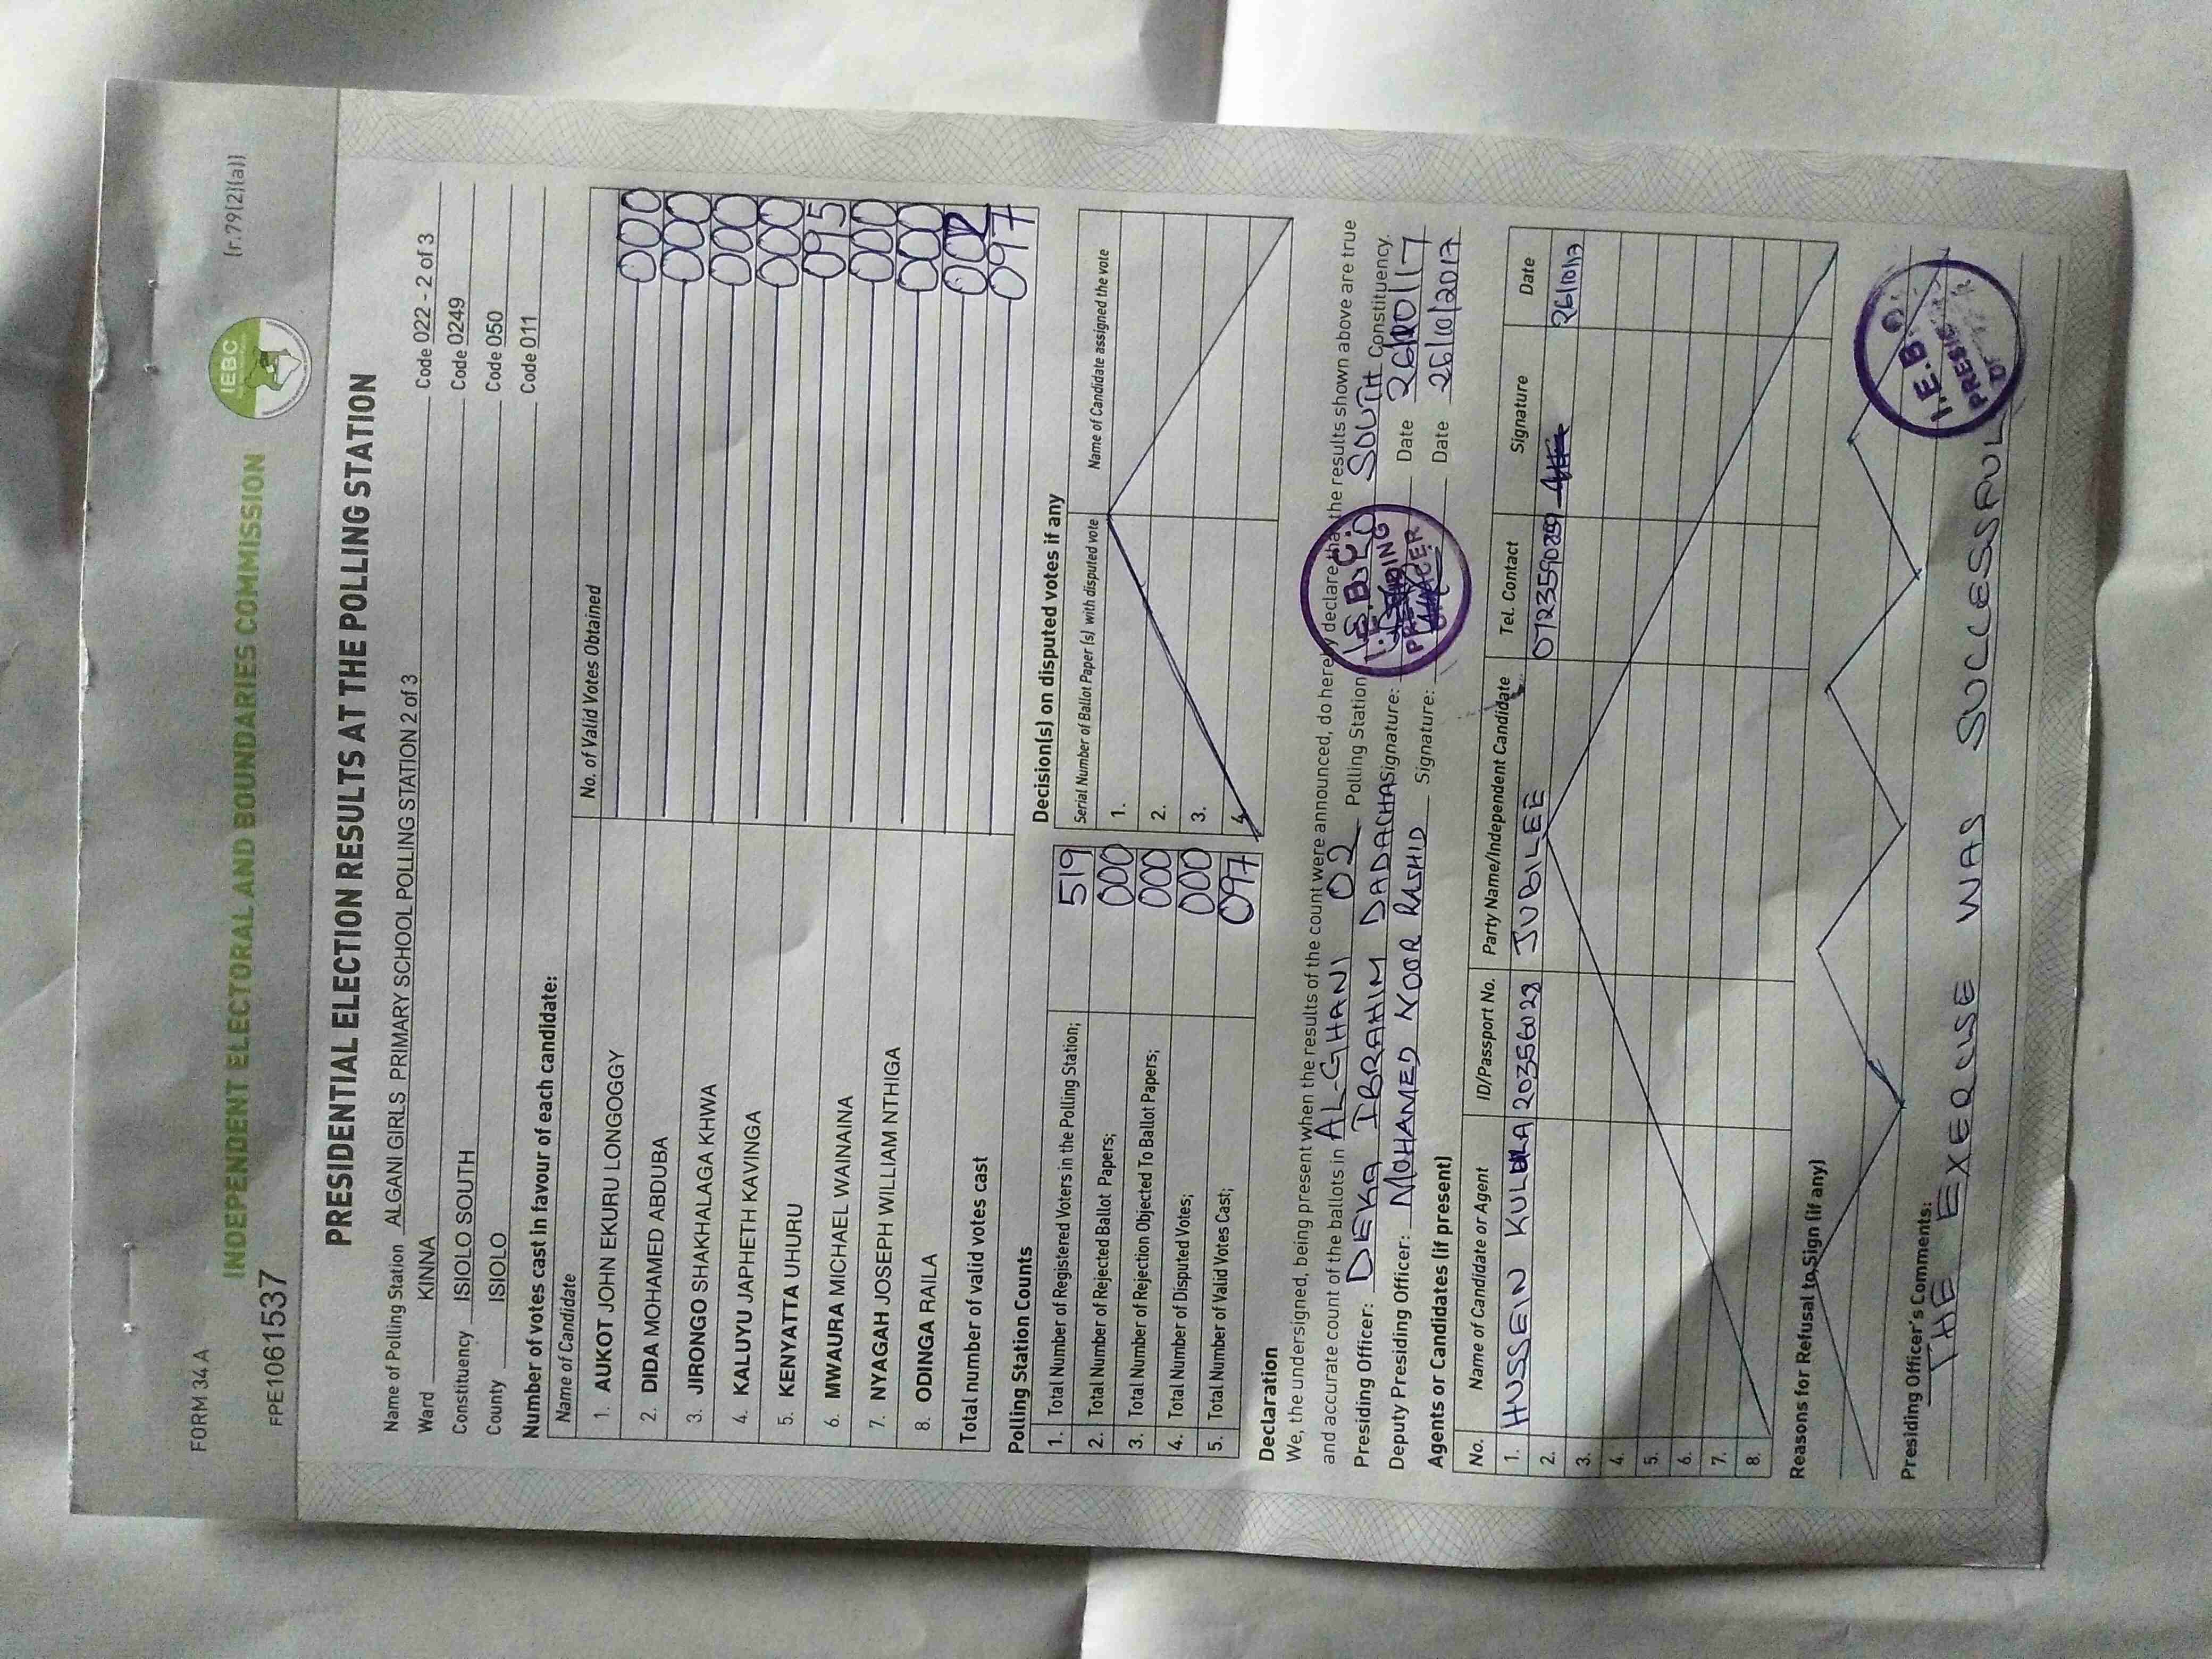 FORM 34 A
(r.79(2)(a))
INDEPENDENT ELECTORAL AND BOUNDARIES COMMISSION
IEBC
FPE1061537
PRESIDENTIAL ELECTION RESULTS AT THE POLLING STATION
Name of Polling Station ALGANI GIRLS PRIMARY SCHOOL POLLING STATION 2 of 3 Code 022 - 2 of 3
Ward KINNA Code 0249
Constituency ISIOLO SOUTH Code 050
County ISIOLO Code 011
Number of votes cast in favour of each candidate:
Name of Candidate No. of Valid Votes Obtained
1. AUKOT JOHN EKURU LONGOGGY 000
2. DIDA MOHAMED ABDUBA 000
3. JIRONGO SHAKHALAGA KHWA 000
4. KALUYU JAPHETH KAVINGA 000
5. KENYATTA UHURU 095
6. MWAURA MICHAEL WAINAINA 000
7. NYAGAH JOSEPH WILLIAM NTHIGA 000
8. ODINGA RAILA 002
Total number of valid votes cast 097
Polling Station Counts
1. Total Number of Registered Voters in the Polling Station; 519
2. Total Number of Rejected Ballot Papers; 000
3. Total Number of Rejection Objected To Ballot Papers; 000
4. Total Number of Disputed Votes; 000
5. Total Number of Valid Votes Cast; 097
Decision(s) on disputed votes if any
Serial Number of Ballot Paper (s) with disputed vote Name of Candidate assigned the vote
1.
2.
3.
4.
Declaration
We, the undersigned, being present when the results of the count were announced, do hereby declare that the results shown above are true
and accurate count of the ballots in AL-GHANI 02 Polling Station ISIOLO SOUTH Constituency.
Presiding Officer: DEKA IBRAHIM DADACHA Signature: Date 26/10/17
Deputy Presiding Officer: MOHAMED NOOR RASHID Signature: Date 26/10/2017
I.E.B.C.
PRESIDING
OFFICER
Agents or Candidates (if present)
No. Name of Candidate or Agent ID/Passport No. Party Name/Independent Candidate Tel. Contact Signature Date
1. HUSSEIN KULULA 20356028 JUBILEE 0723590289 26/10/17
2.
3.
4.
5.
6.
7.
8.
Reasons for Refusal to Sign (if any)
Presiding Officer's Comments:
THE EXERCISE WAS SUCCESSFUL
I.E.B.C.